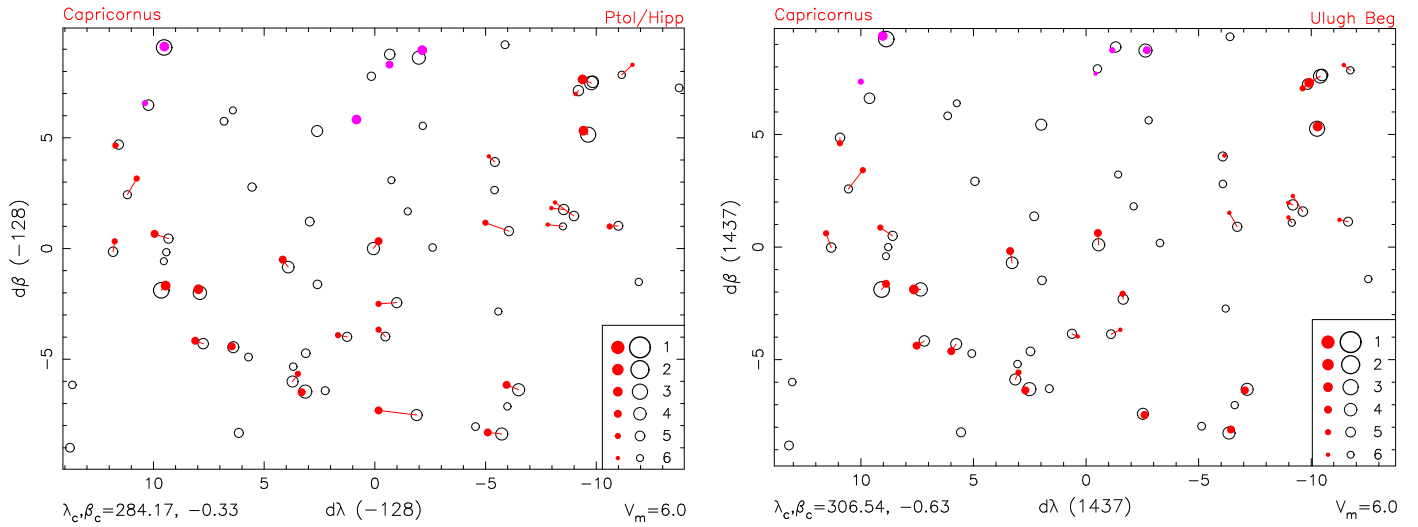 Capricornus Ptol/Hipp
5
0
-5
dβ (-128)
1
2
3
4
5
6
10 5 0 -5 -10
λc,βc=284.17, -0.33 dλ (-128) Vm=6.0
Capricornus Ulugh Beg
5
0
-5
dβ (1437)
1
2
3
4
5
6
10 5 0 -5 -10
λc,βc=306.54, -0.63 dλ (1437) Vm=6.0